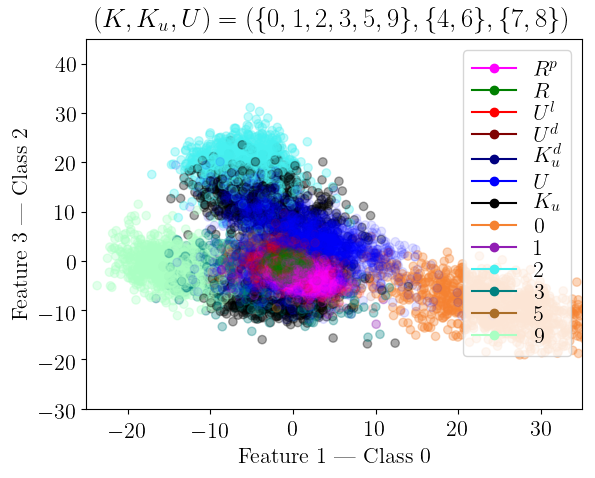 (K, K_u, U) = ({0, 1, 2, 3, 5, 9}, {4, 6}, {7, 8})
Feature 3 — Class 2
40
30
20
10
0
−10
−20
−30
−20
−10
0
10
20
30
Feature 1 — Class 0
R^p
R
U^l
U^d
K_u^d
U
K_u
0
1
2
3
5
9